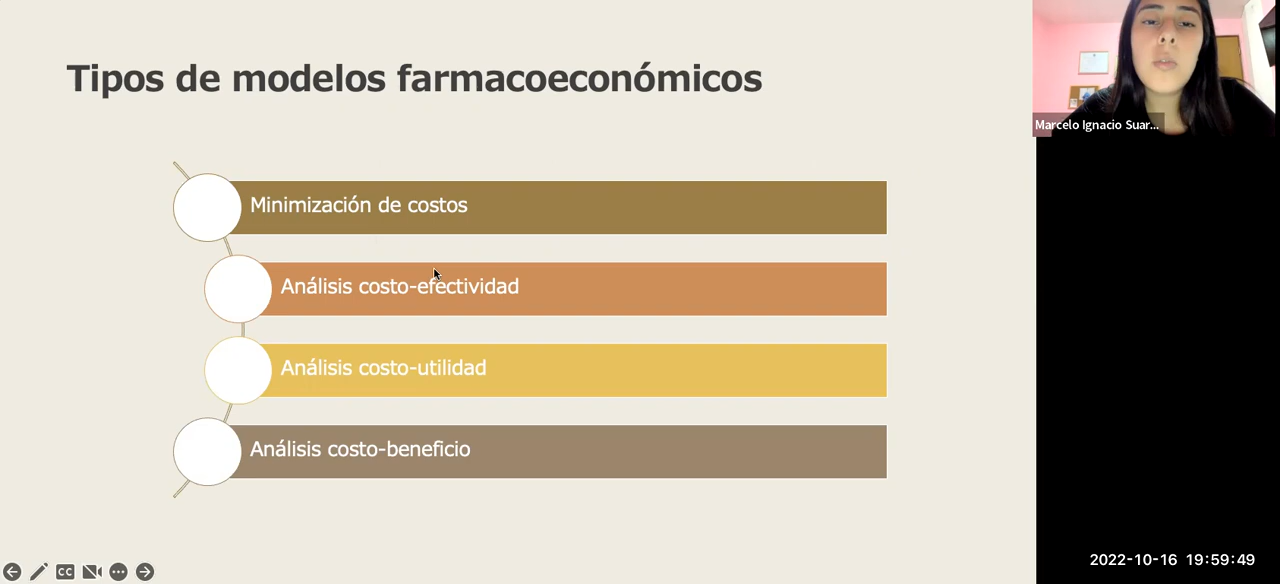 Tipos de modelos farmacoeconómicos
Marcelo Ignacio Suar...
Minimización de costos
Análisis costo-efectividad
Análisis costo-utilidad
Análisis costo-beneficio
CC
2022-10-16 19:59:49